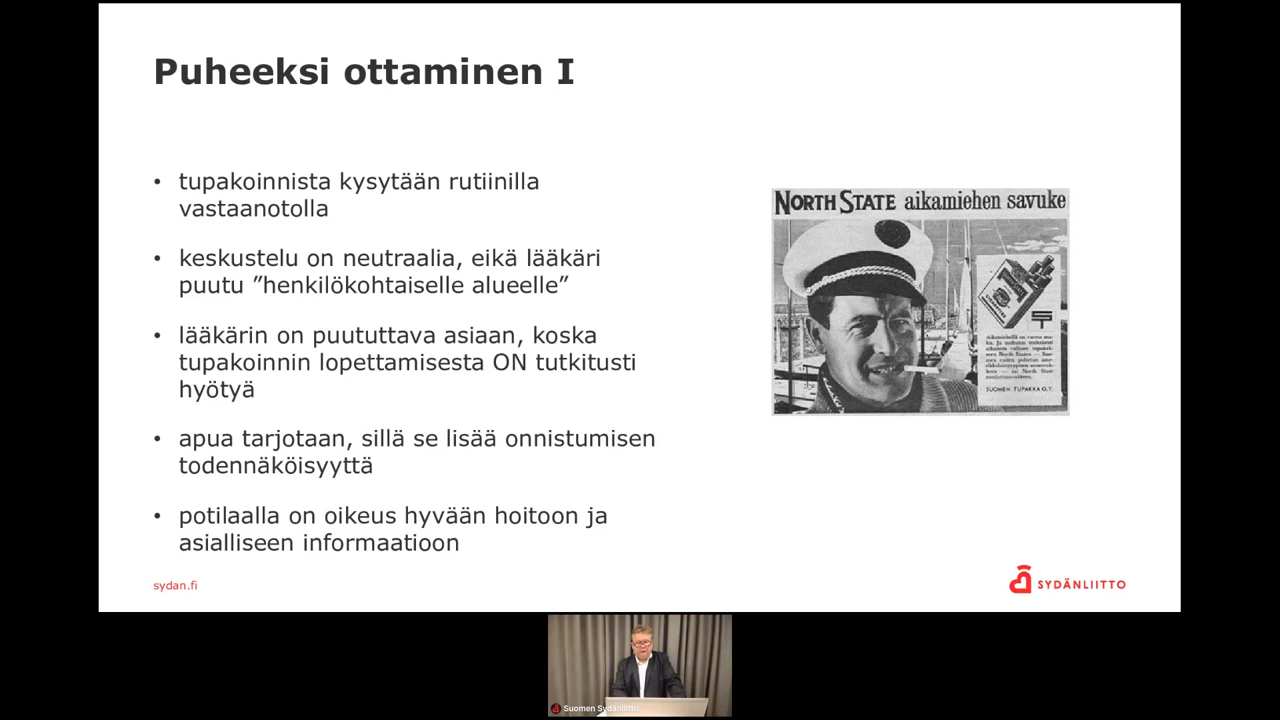 Puheeksi ottaminen I
• tupakoinnista kysytään rutiinilla
vastaanotolla
• keskustelu on neutraalia, eikä lääkäri
puutu ”henkilökohtaiselle alueelle”
• lääkärin on puututtava asiaan, koska
tupakoinnin lopettamisesta ON tutkitusti
hyötyä
• apua tarjotaan, sillä se lisää onnistumisen
todennäköisyyttä
• potilaalla on oikeus hyvään hoitoon ja
asialliseen informaatioon
NORTH STATE aikamiehen savuke
SUOMEN TUPAKKA O.Y.
sydan.fi
SYDÄNLIITTO
Suomen Sydänliitto